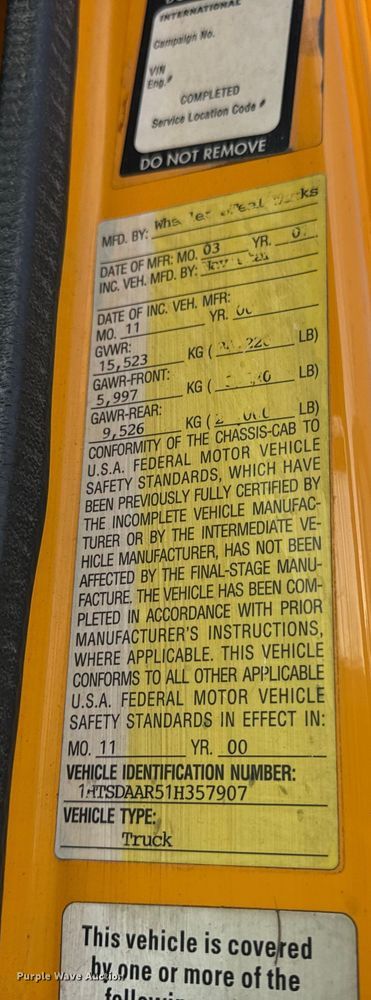 INTERNATIONAL
Campaign No.
VIN
Eng.#
COMPLETED
Service Location Code #
DO NOT REMOVE
MFD. BY:
DATE OF MFR: MO. 03 YR.
INC. VEH. MFD. BY:
DATE OF INC. VEH. MFR:
MO. 11 YR.
GVWR:
15,523 KG ( LB)
GAWR-FRONT:
5,997 KG ( LB)
GAWR-REAR:
9,526 KG ( LB)
CONFORMITY OF THE CHASSIS-CAB TO
U.S.A. FEDERAL MOTOR VEHICLE
SAFETY STANDARDS, WHICH HAVE
BEEN PREVIOUSLY FULLY CERTIFIED BY
THE INCOMPLETE VEHICLE MANUFAC-
TURER OR BY THE INTERMEDIATE VE-
HICLE MANUFACTURER, HAS NOT BEEN
AFFECTED BY THE FINAL-STAGE MANU-
FACTURE. THE VEHICLE HAS BEEN COM-
PLETED IN ACCORDANCE WITH PRIOR
MANUFACTURER'S INSTRUCTIONS,
WHERE APPLICABLE. THIS VEHICLE
CONFORMS TO ALL OTHER APPLICABLE
U.S.A. FEDERAL MOTOR VEHICLE
SAFETY STANDARDS IN EFFECT IN:
MO. 11 YR. 00
VEHICLE IDENTIFICATION NUMBER:
1HTSDAAR51H357907
VEHICLE TYPE:
Truck
This vehicle is covered
by one or more of the
Purple Wave Auction